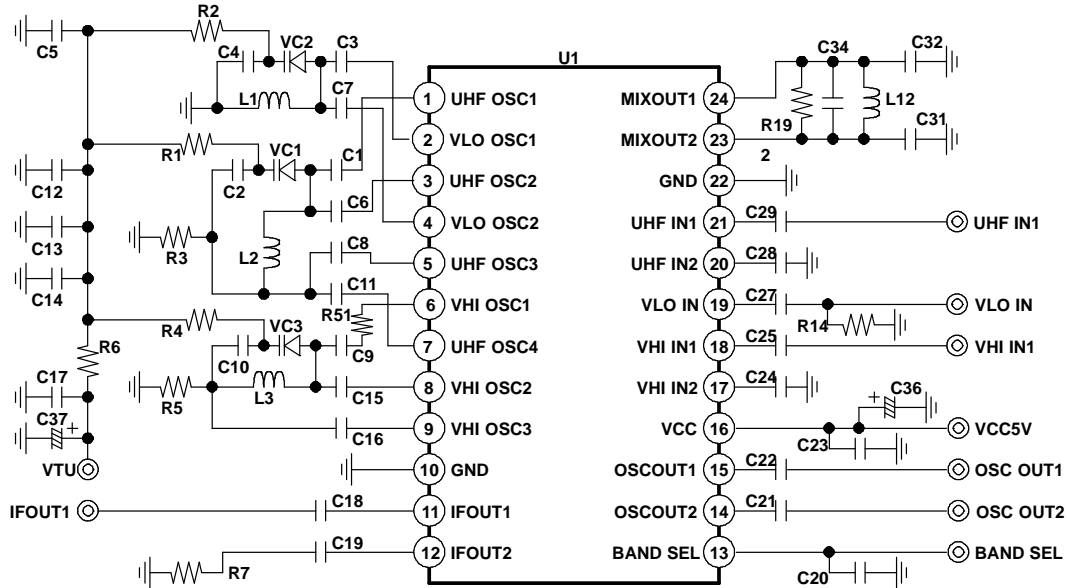 R2
C5
C4
VC2
C3
C34
C32
U1
L1
C7
1
UHF OSC1
MIXOUT1
24
R19
L12
C31
R1
VC1
C1
2
VLO OSC1
MIXOUT2
23
2
C12
C2
C6
3
UHF OSC2
GND
22
C13
4
VLO OSC2
UHF IN1
21
C29
UHF IN1
R3
L2
C8
5
UHF OSC3
UHF IN2
20
C28
C14
C11
R51
6
VHI OSC1
VLO IN
19
C27
VLO IN
R4
VC3
R14
R6
C10
C9
7
UHF OSC4
VHI IN1
18
C25
VHI IN1
C17
R5
L3
C15
8
VHI OSC2
VHI IN2
17
C24
C36
+
C37
+
C16
9
VHI OSC3
VCC
16
C23
VCC5V
VTU
10
GND
OSCOUT1
15
C22
OSC OUT1
IFOUT1
C18
11
IFOUT1
OSCOUT2
14
C21
OSC OUT2
R7
C19
12
IFOUT2
BAND SEL
13
C20
BAND SEL